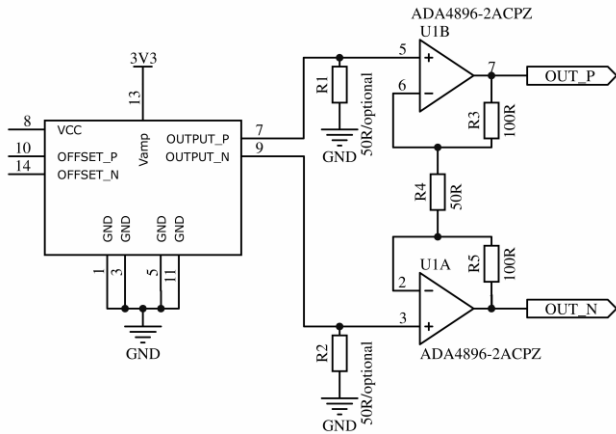 ADA4896-2ACPZ
U1B
3V3
5
7
OUT_P
R1
50R/optional
6
R3
100R
13
8
VCC
Vamp
OUTPUT_P
7
GND
10
OFFSET_P
OUTPUT_N
9
14
OFFSET_N
R4
50R
GND
GND
GND
GND
U1A
R5
100R
1
3
5
11
2
OUT_N
3
GND
R2
50R/optional
ADA4896-2ACPZ
GND